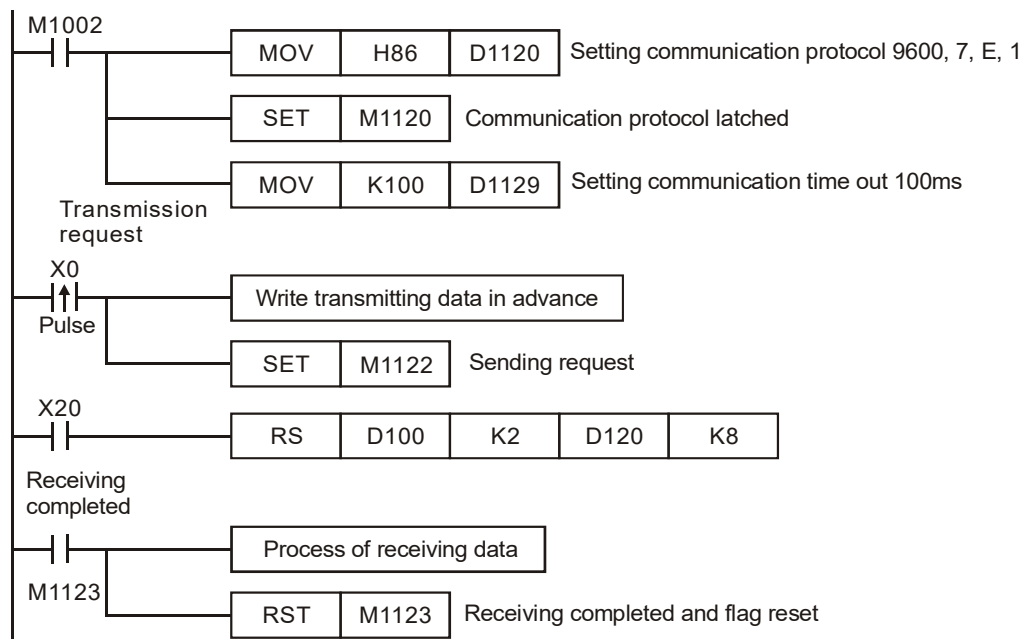 M1002
MOV H86 D1120 Setting communication protocol 9600, 7, E, 1
SET M1120 Communication protocol latched
MOV K100 D1129 Setting communication time out 100ms
Transmission
request
X0
Pulse
Write transmitting data in advance
SET M1122 Sending request
X20
RS D100 K2 D120 K8
Receiving
completed
M1123
Process of receiving data
RST M1123 Receiving completed and flag reset